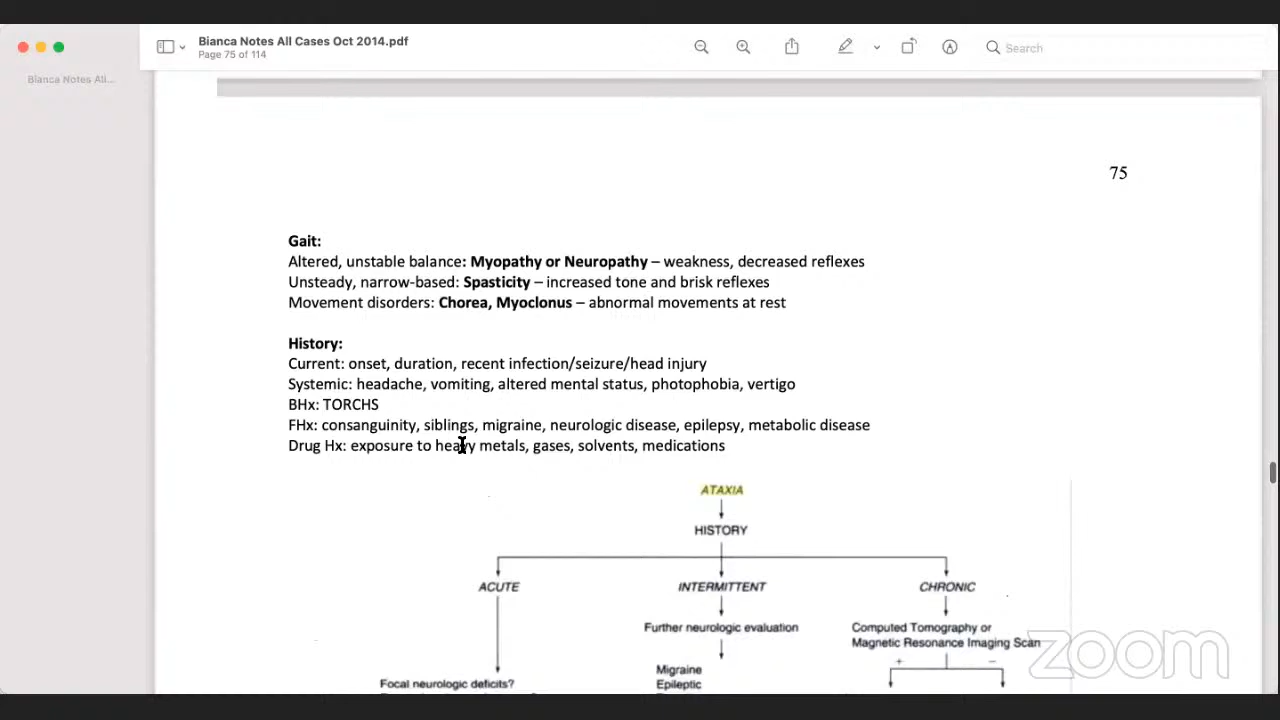 Bianca Notes All Cases Oct 2014.pdf
Page 75 of 114
Search
Bianca Notes All...
75
Gait:
Altered, unstable balance: Myopathy or Neuropathy – weakness, decreased reflexes
Unsteady, narrow-based: Spasticity – increased tone and brisk reflexes
Movement disorders: Chorea, Myoclonus – abnormal movements at rest
History:
Current: onset, duration, recent infection/seizure/head injury
Systemic: headache, vomiting, altered mental status, photophobia, vertigo
BHx: TORCHS
FHx: consanguinity, siblings, migraine, neurologic disease, epilepsy, metabolic disease
Drug Hx: exposure to heavy metals, gases, solvents, medications
ATAXIA
HISTORY
ACUTE INTERMITTENT CHRONIC
Further neurologic evaluation
Computed Tomography or
Magnetic Resonance Imaging Scan
+ –
Migraine
Focal neurologic deficits? Epileptic
zoom